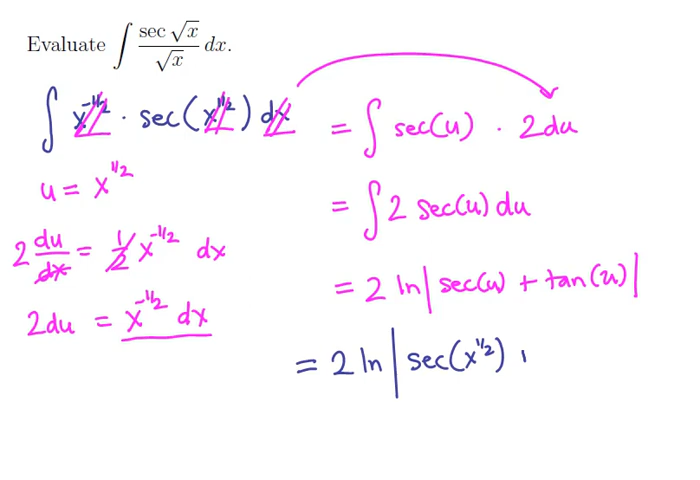 Evaluate ∫ sec √x / √x dx.
∫ x^{-1/2} · sec(x^{1/2}) dx
u = x^{1/2}
2 du/dx = 1/2 x^{-1/2} dx
2du = x^{-1/2} dx
= ∫ sec(u) · 2du
= ∫ 2 sec(u) du
= 2 ln|sec(u) + tan(u)|
= 2 ln|sec(x^{1/2})